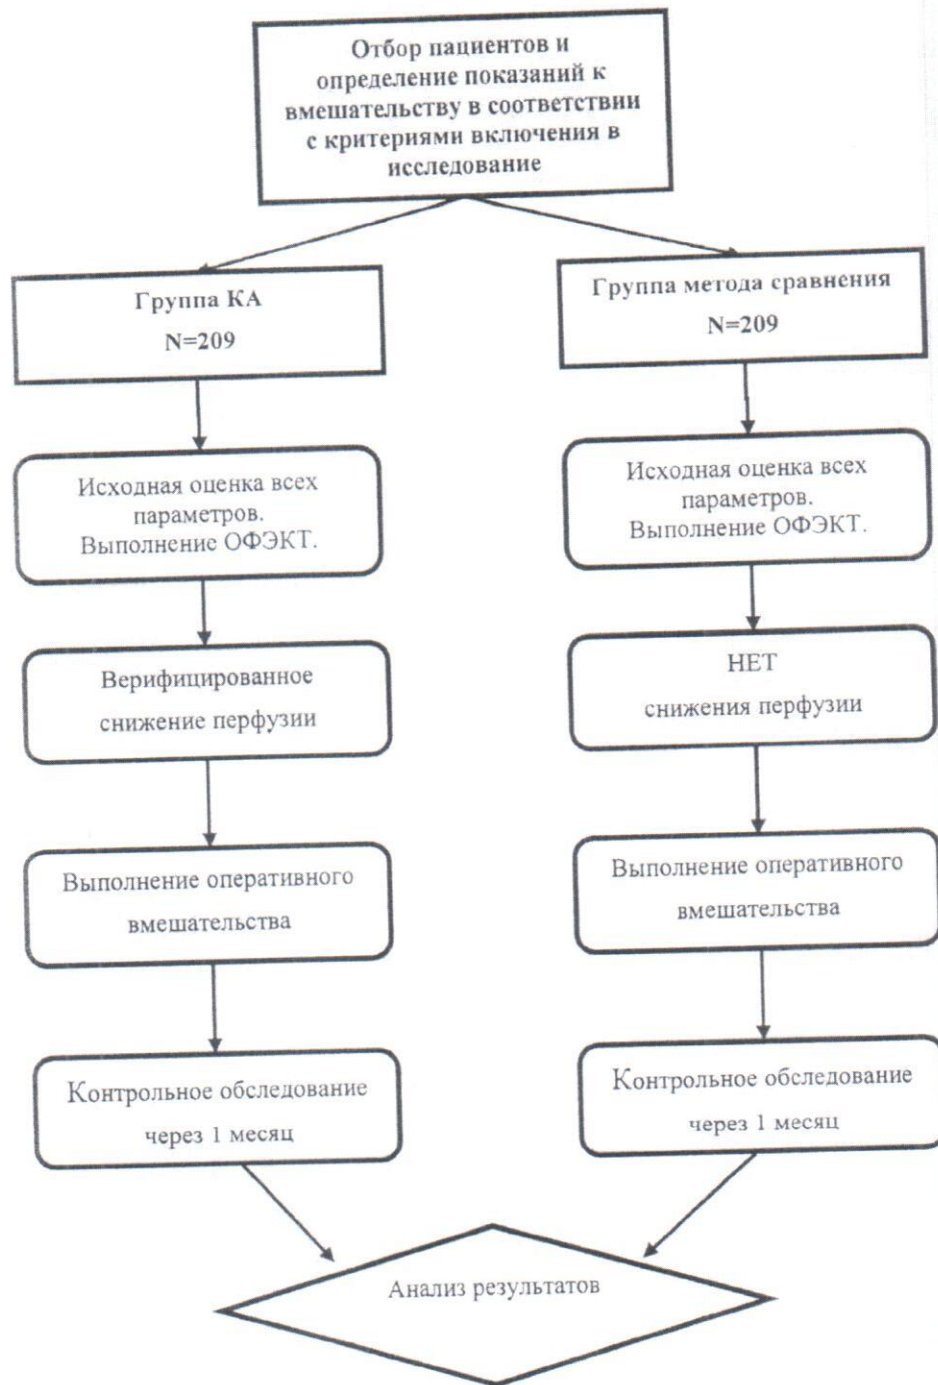 Отбор пациентов и
определение показаний к
вмешательству в соответствии
с критериями включения в
исследование
Группа КА
N=209
Группа метода сравнения
N=209
Исходная оценка всех
параметров.
Выполнение ОФЭКТ.
Исходная оценка всех
параметров.
Выполнение ОФЭКТ.
Верифицированное
снижение перфузии
НЕТ
снижения перфузии
Выполнение оперативного
вмешательства
Выполнение оперативного
вмешательства
Контрольное обследование
через 1 месяц
Контрольное обследование
через 1 месяц
Анализ результатов